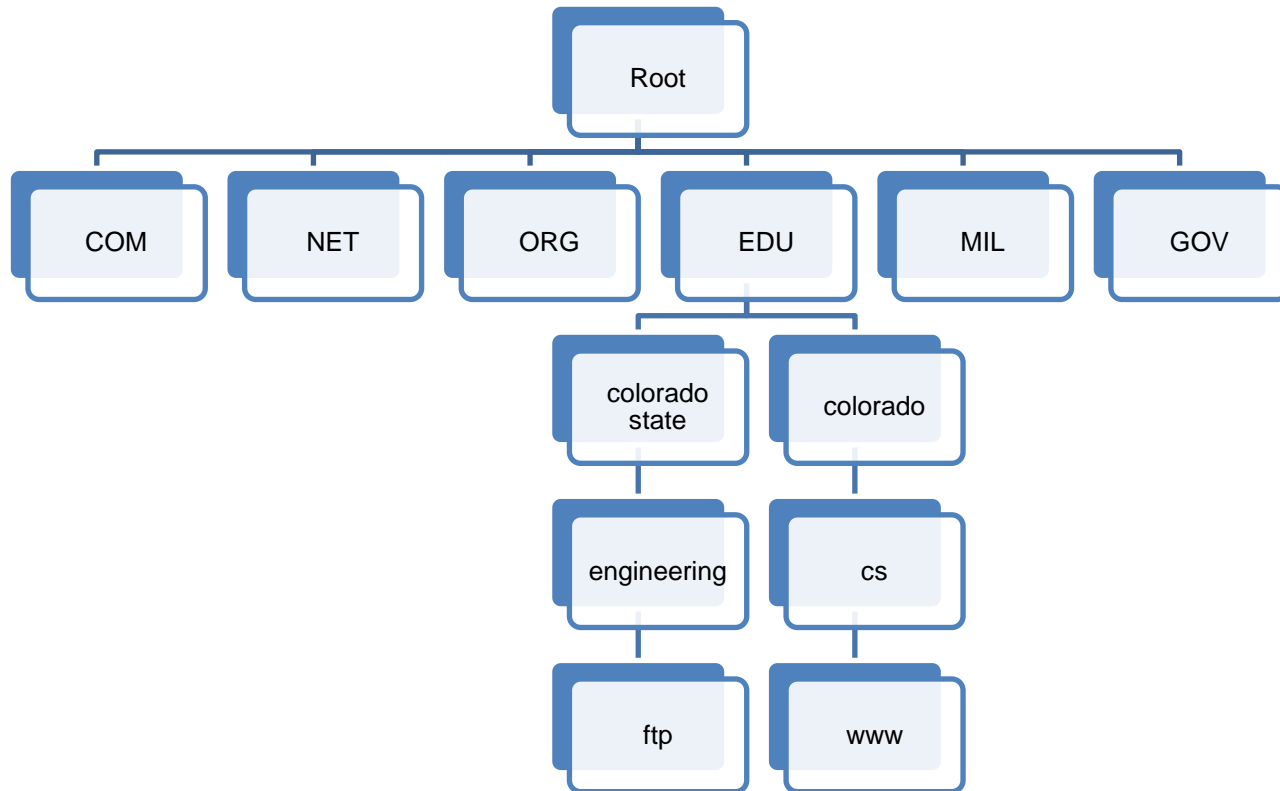 Root
COM
NET
ORG
EDU
MIL
GOV
colorado
state
colorado
engineering
cs
ftp
www